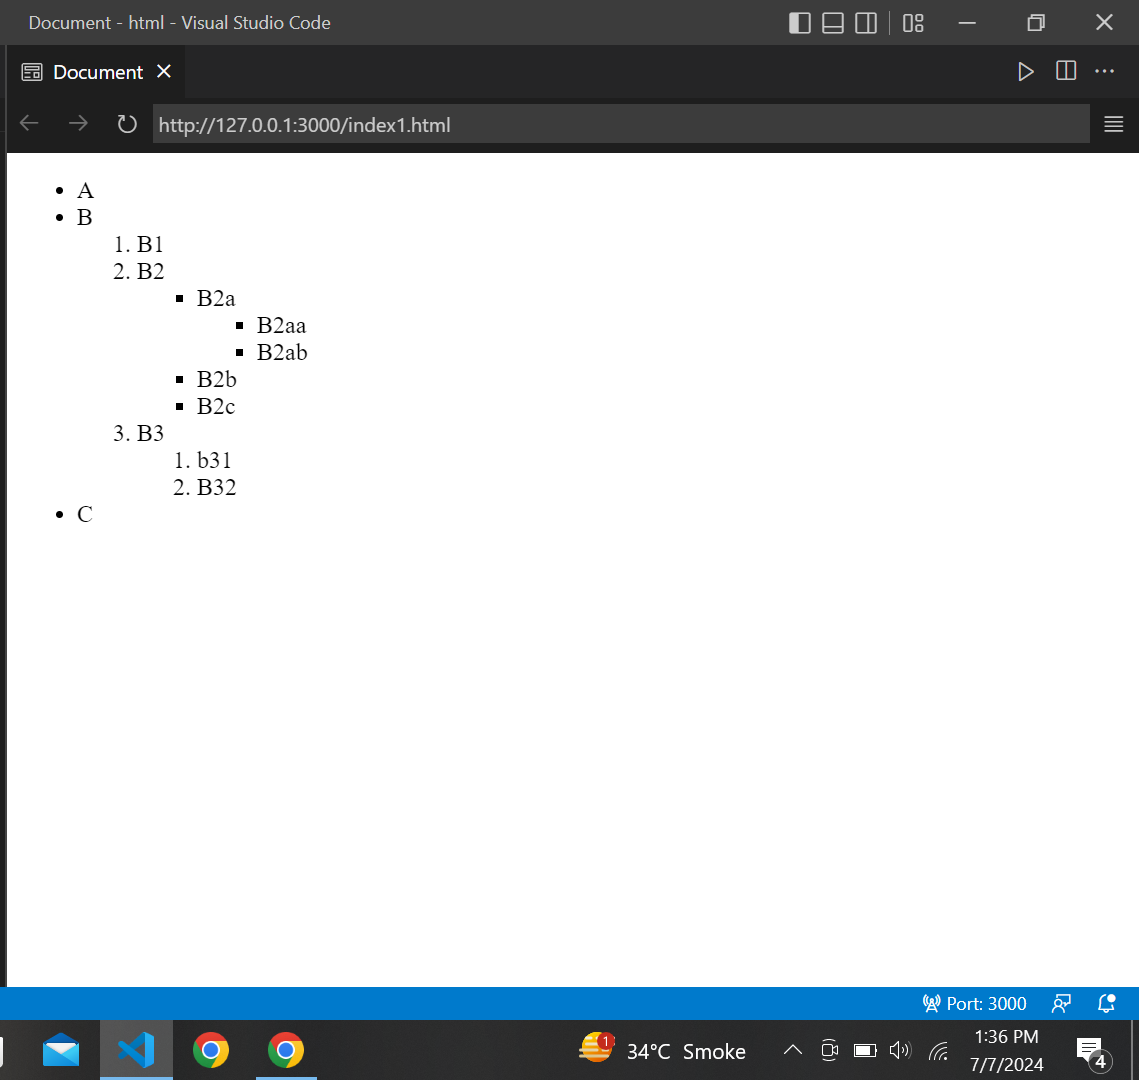 Document - html - Visual Studio Code
Document
http://127.0.0.1:3000/index1.html
• A
• B
1. B1
2. B2
▪ B2a
▪ B2aa
▪ B2ab
▪ B2b
▪ B2c
3. B3
1. b31
2. B32
• C
Port: 3000
1
34°C Smoke
1:36 PM
7/7/2024
4